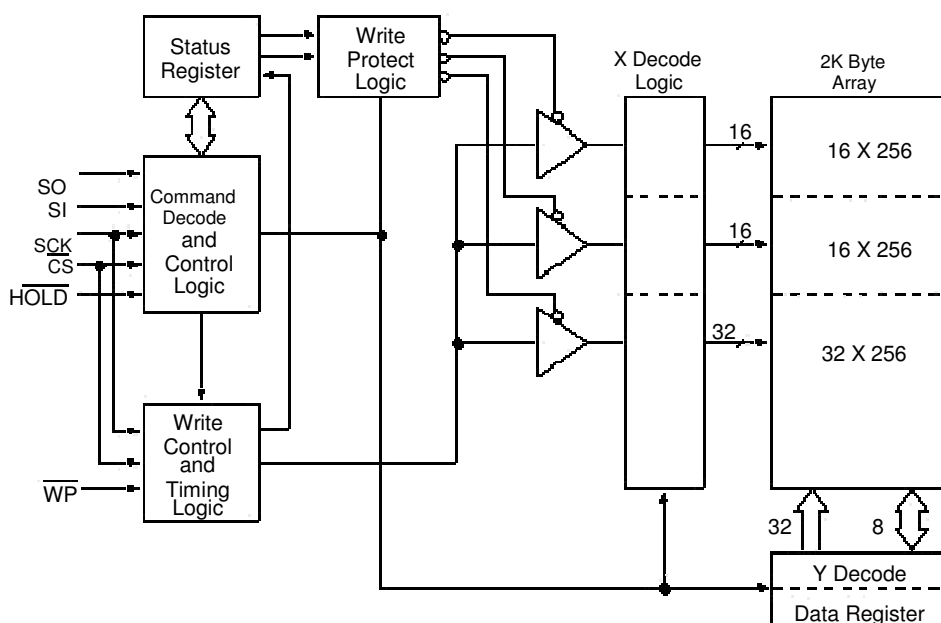 Status
Register
Write
Protect
Logic
X Decode
Logic
2K Byte
Array
16
16 X 256
SO
SI
SCK
CS
HOLD
Command
Decode
and
Control
Logic
16
16 X 256
32
32 X 256
Write
Control
and
Timing
Logic
WP
32
8
Y Decode
Data Register